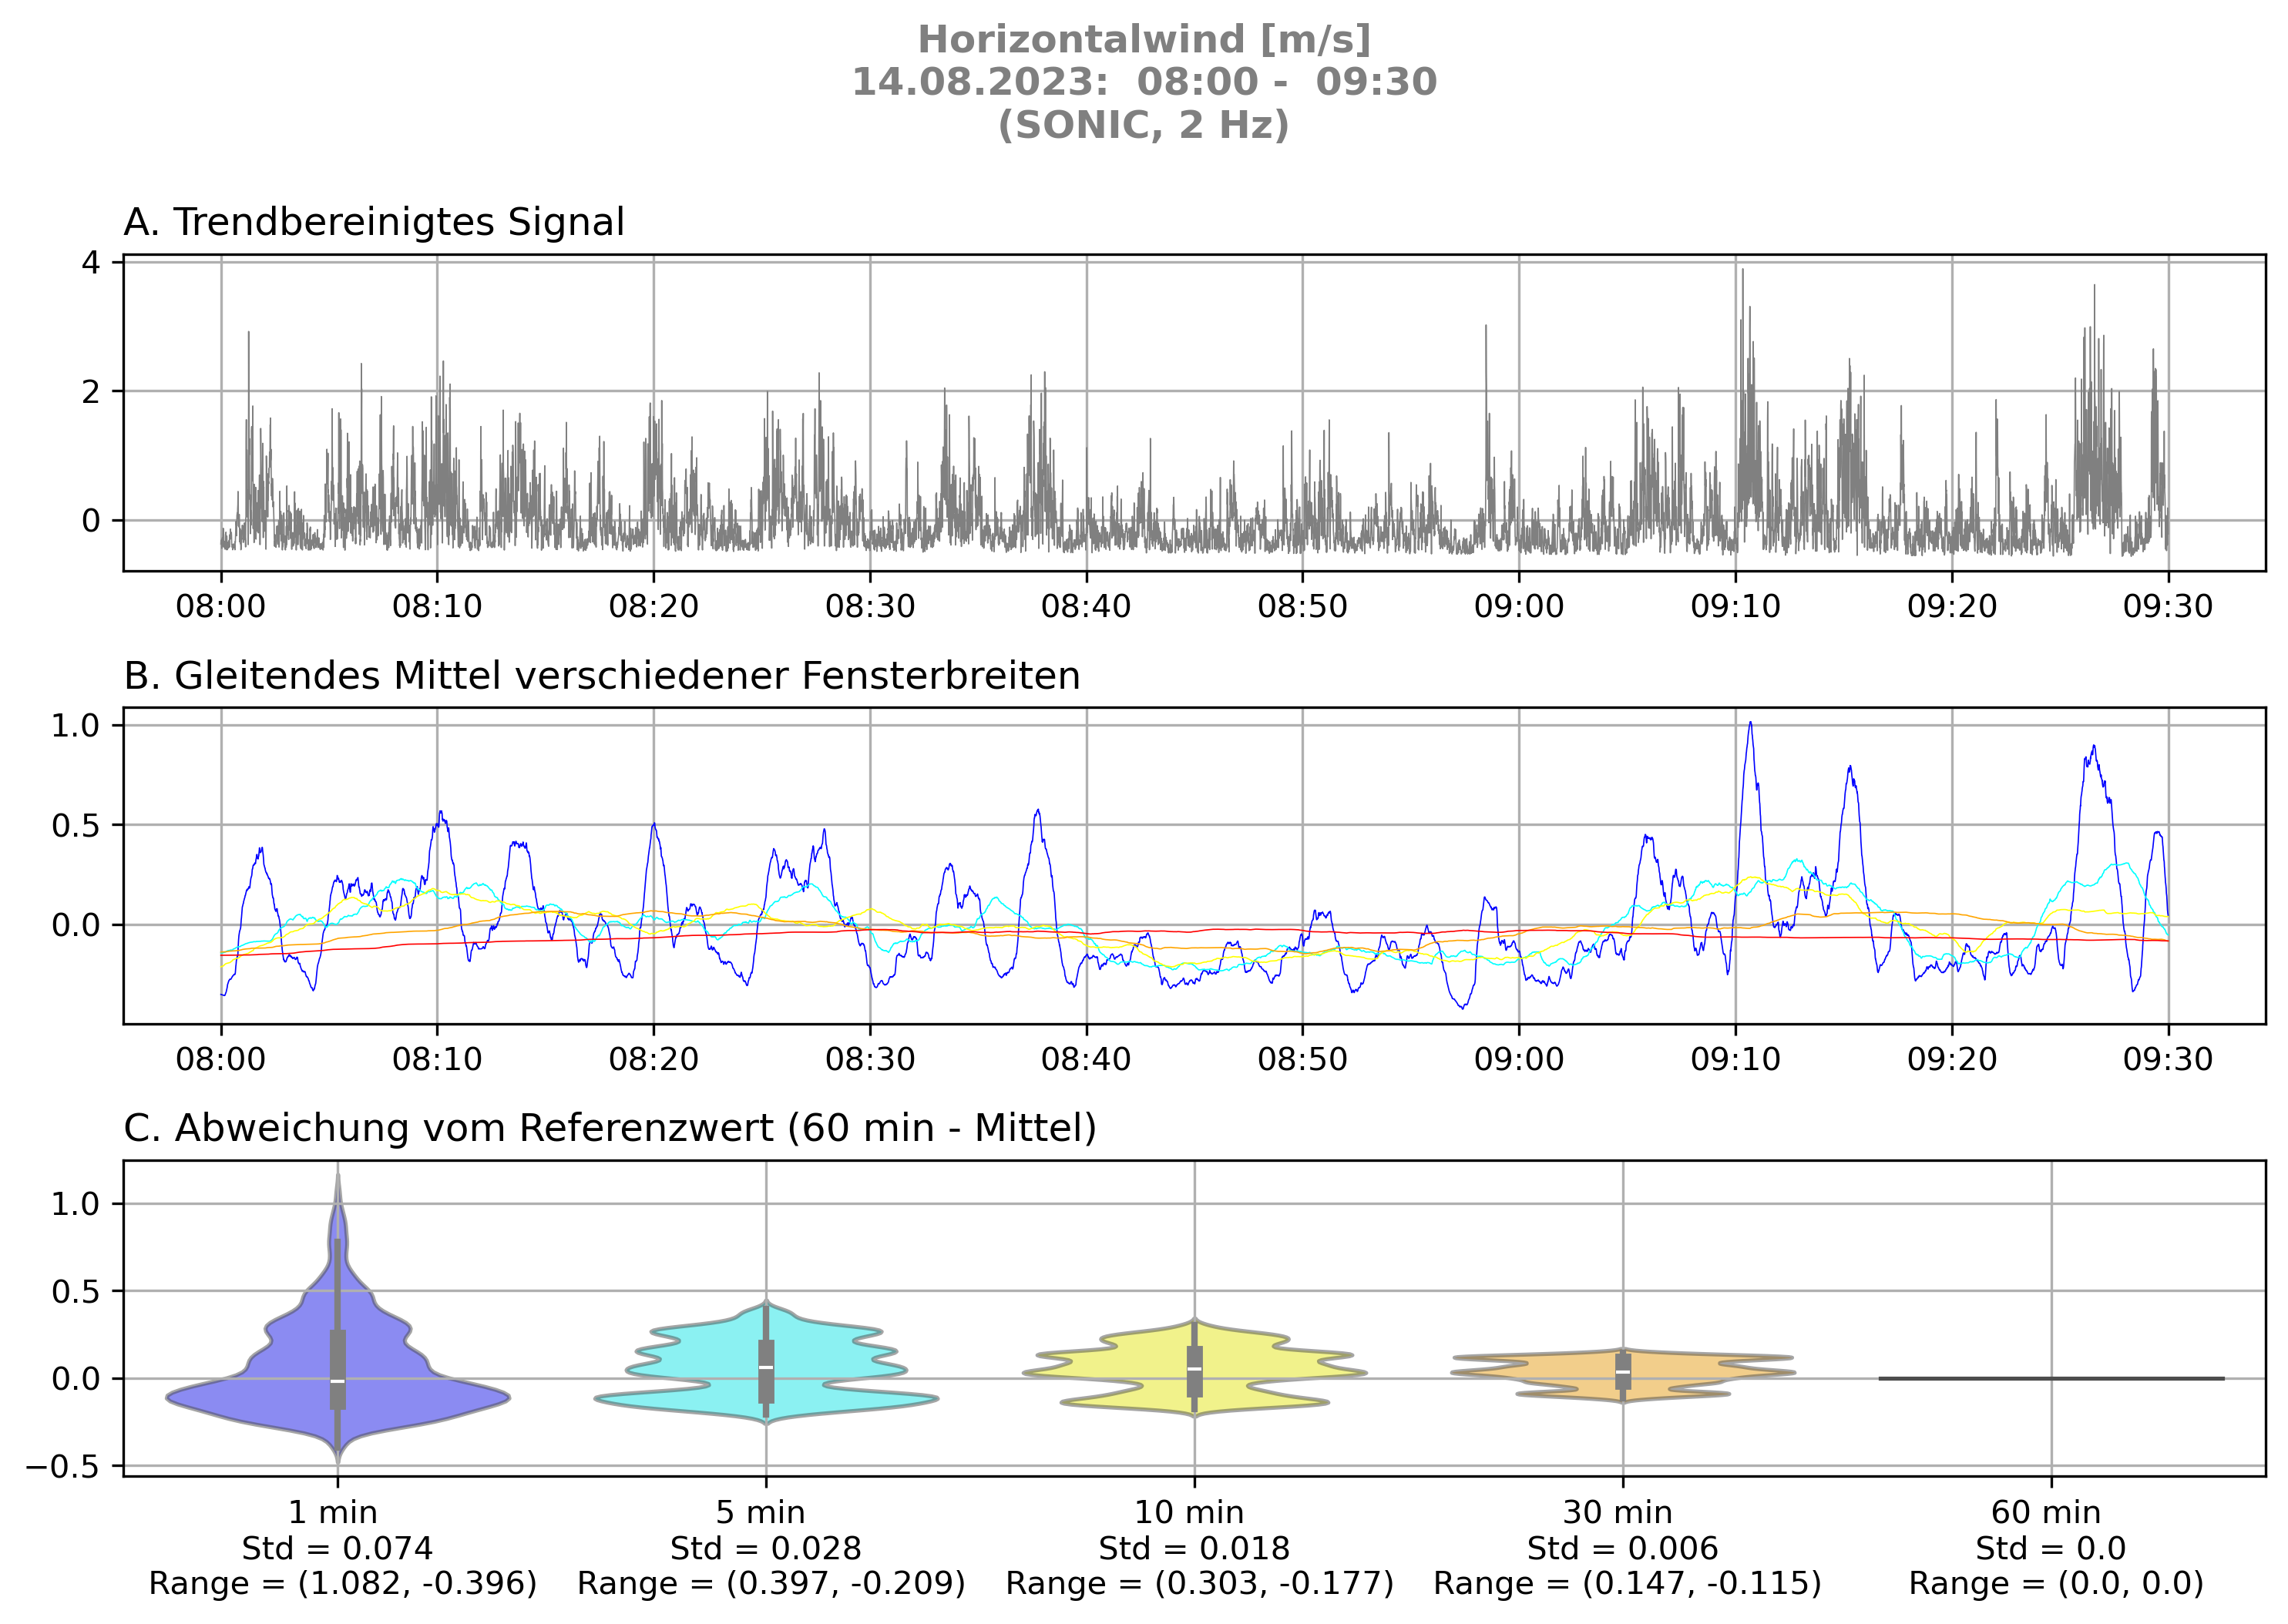 Horizontalwind [m/s]
14.08.2023:  08:00 -  09:30
(SONIC, 2 Hz)
A. Trendbereinigtes Signal
4
2
0
08:00 08:10 08:20 08:30 08:40 08:50 09:00 09:10 09:20 09:30
B. Gleitendes Mittel verschiedener Fensterbreiten
1.0
0.5
0.0
08:00 08:10 08:20 08:30 08:40 08:50 09:00 09:10 09:20 09:30
C. Abweichung vom Referenzwert (60 min - Mittel)
1.0
0.5
0.0
−0.5
1 min 5 min 10 min 30 min 60 min
Std = 0.074 Std = 0.028 Std = 0.018 Std = 0.006 Std = 0.0
Range = (1.082, -0.396) Range = (0.397, -0.209) Range = (0.303, -0.177) Range = (0.147, -0.115) Range = (0.0, 0.0)